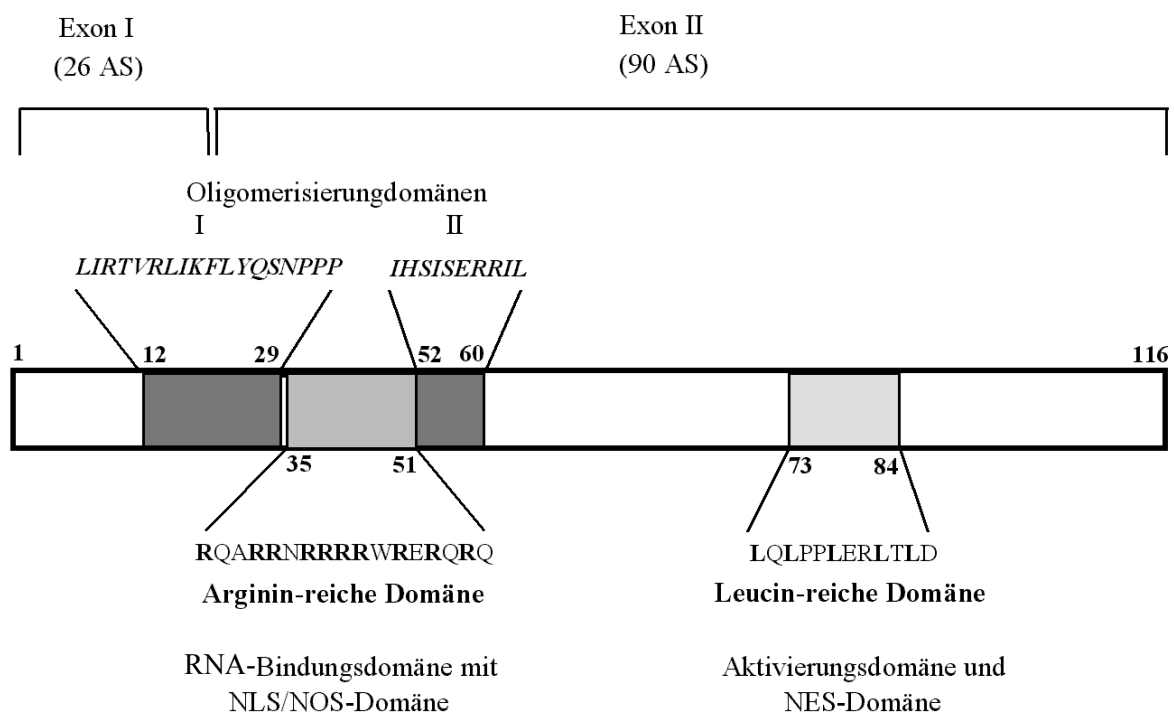 Exon I
(26 AS)
Exon II
(90 AS)
Oligomerisierungdomänen
I
II
LIRTVRLIKFLYQSNPPP
IHSISERRIL
1
12
29
52
60
116
35
51
73
84
RQARRNRRRRWRERQRQ
LQLPPLERLTLD
Arginin-reiche Domäne
Leucin-reiche Domäne
RNA-Bindungsdomäne mit
NLS/NOS-Domäne
Aktivierungsdomäne und
NES-Domäne